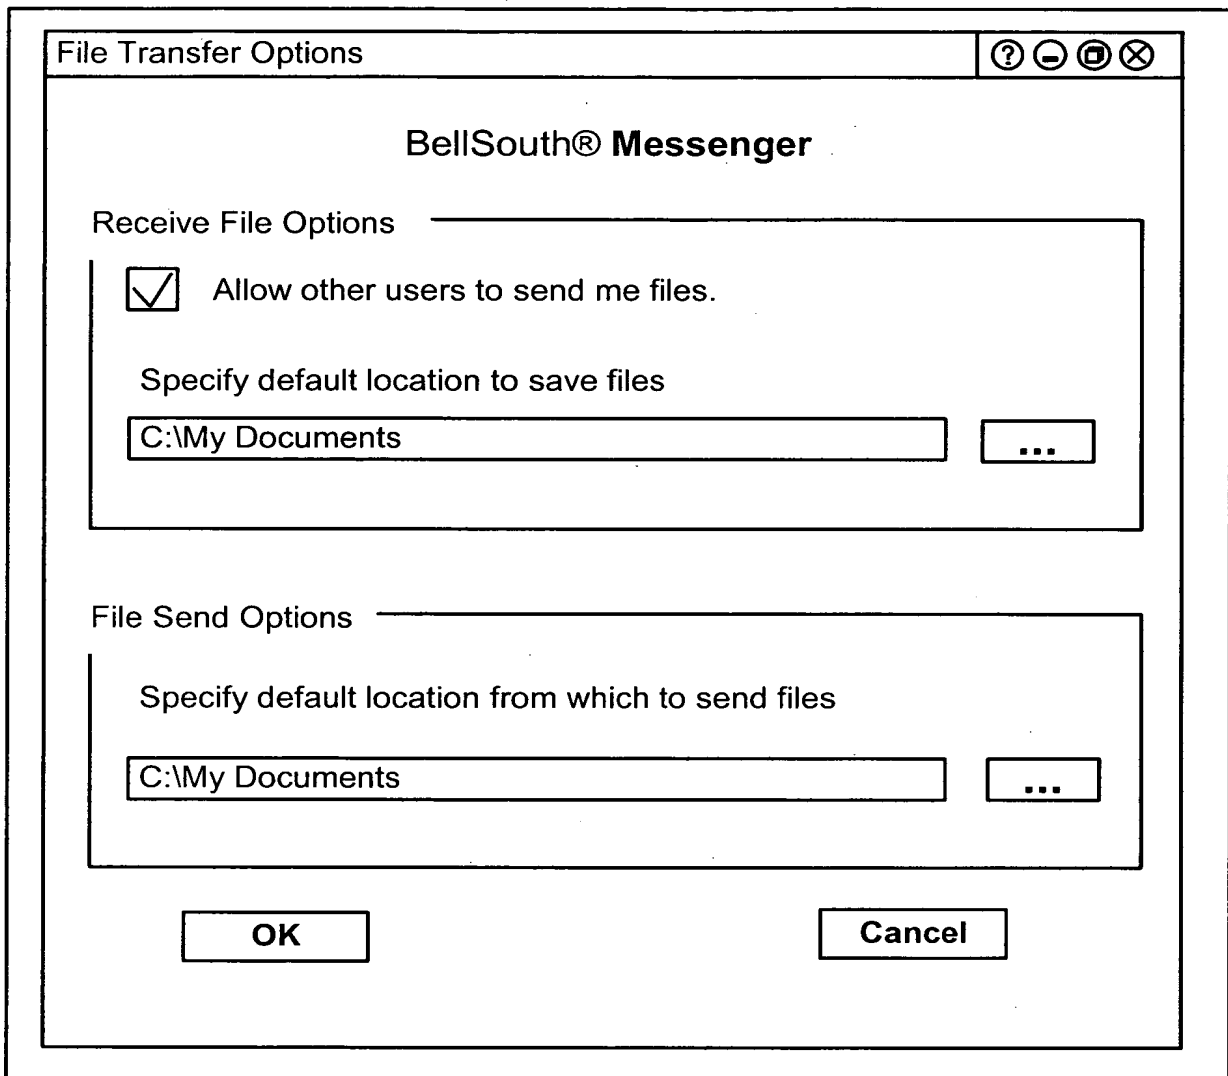 File Transfer Options
BellSouth® Messenger
Receive File Options
Allow other users to send me files.
Specify default location to save files
C:\My Documents
...
File Send Options
Specify default location from which to send files
C:\My Documents
...
OK
Cancel